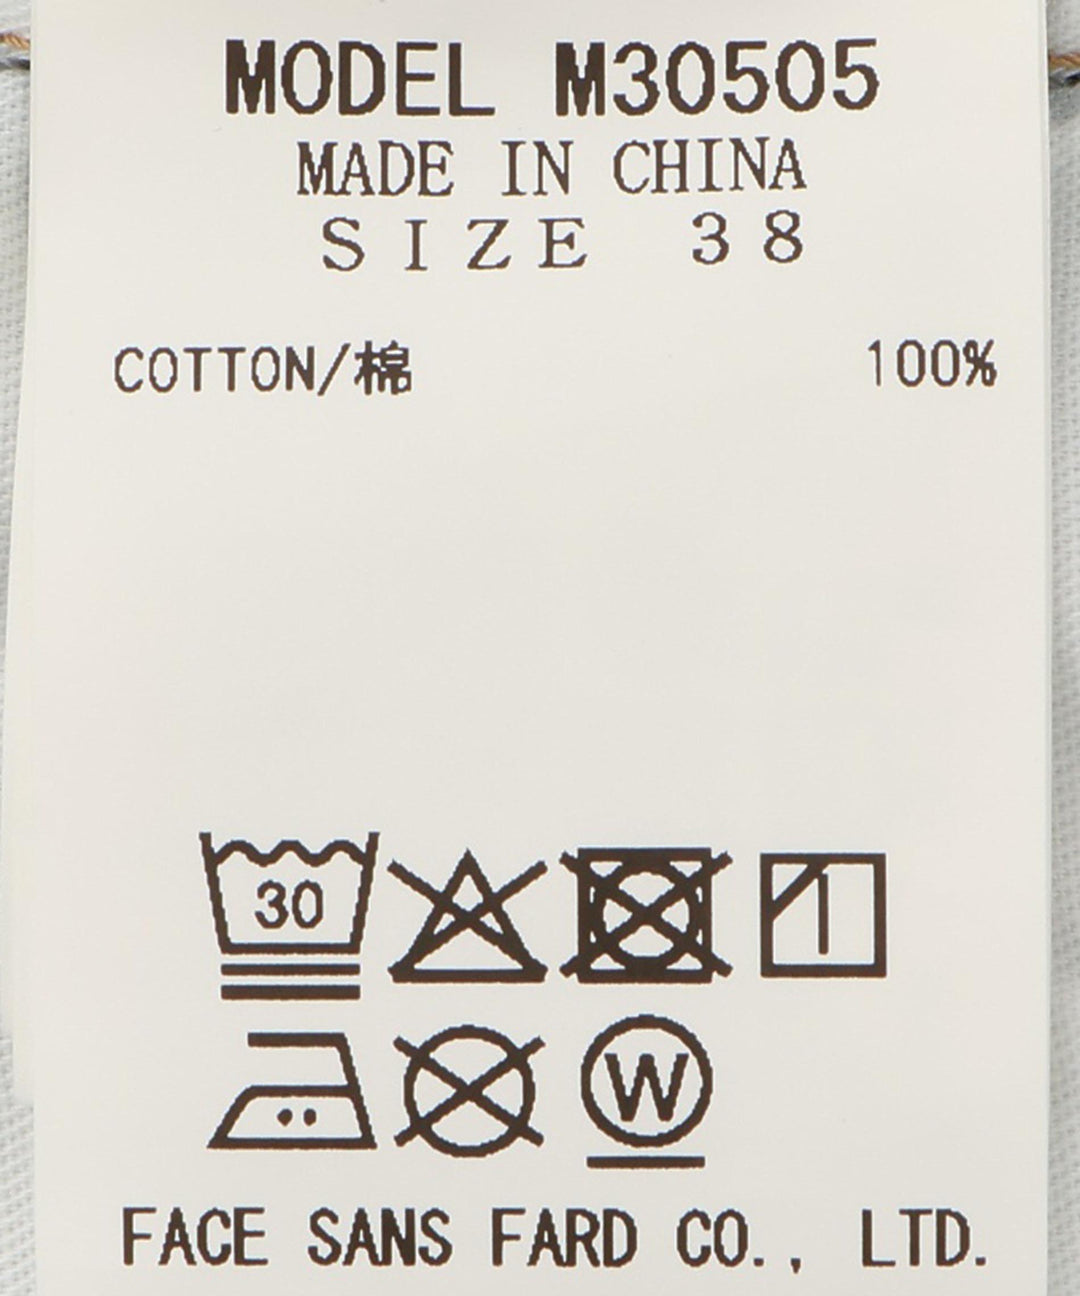 MODEL M30505
MADE IN CHINA
SIZE 38
COTTON/棉 100%
30
W
FACE SANS FARD CO., LTD.